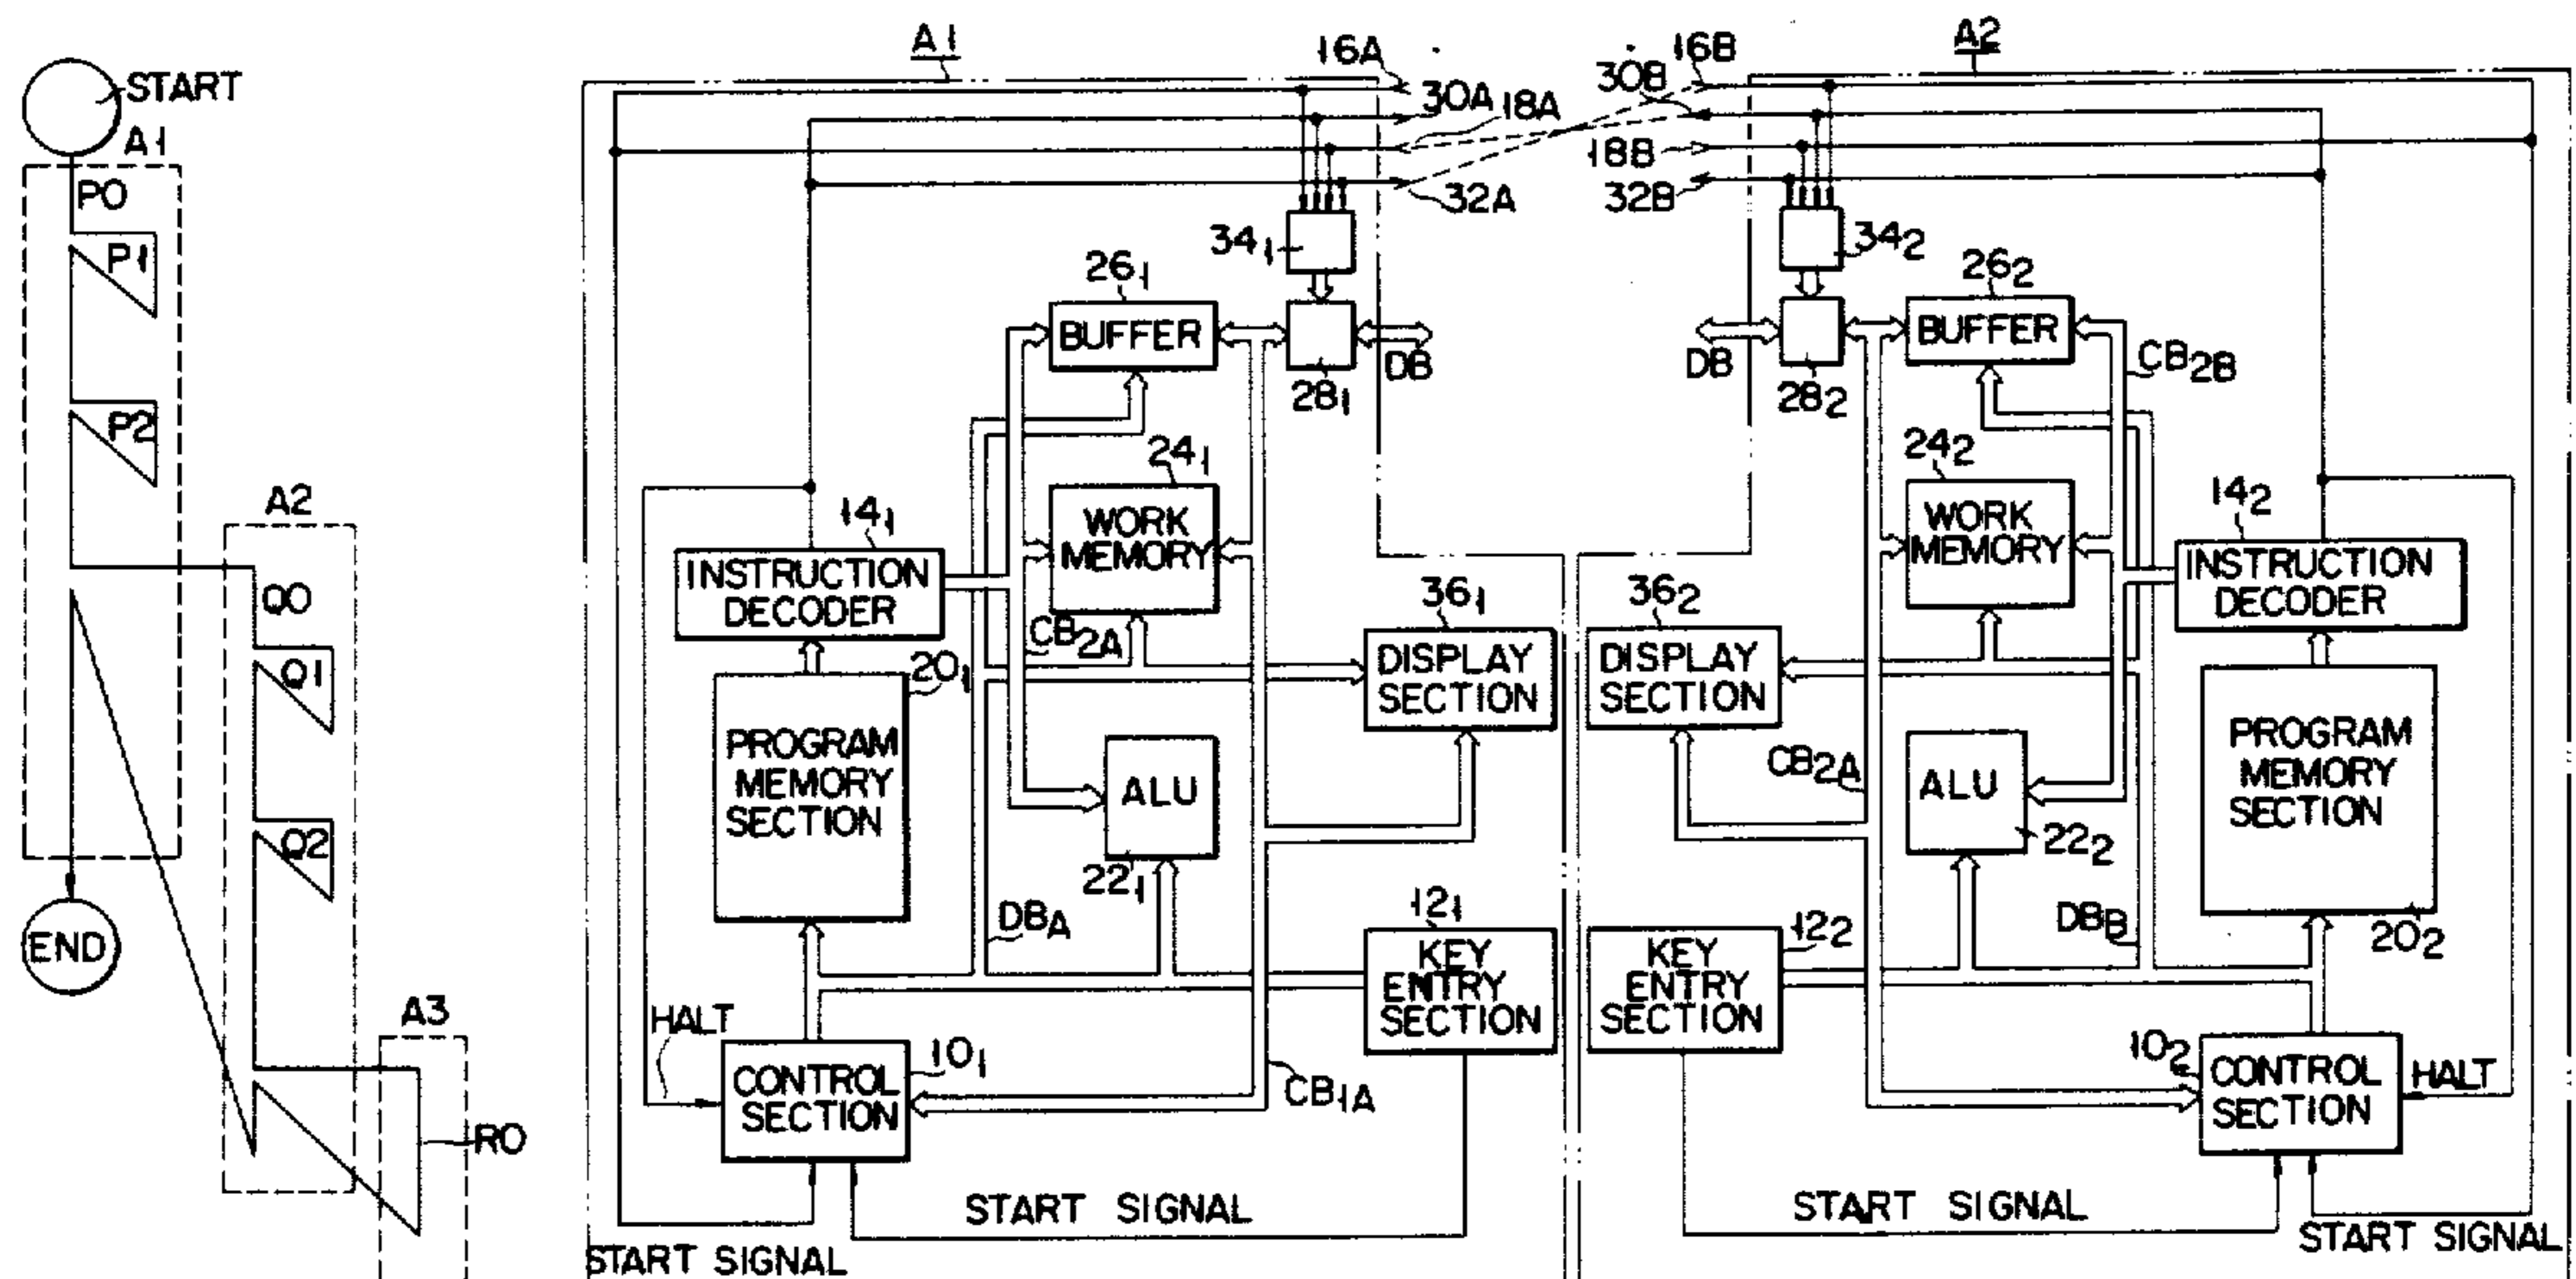 START
A1
P0
P1
P2
A2
Q0
Q1
Q2
END
A3
R0
A1
16A
30A
18A
32A
34₁
26₁
BUFFER
28₁
DB
24₁
WORK
MEMORY
14₁
INSTRUCTION
DECODER
CB₂A
20₁
PROGRAM
MEMORY
SECTION
36₁
DISPLAY
SECTION
ALU
22₁
DBA
12₁
KEY
ENTRY
SECTION
HALT
10₁
CONTROL
SECTION
CB₁A
START SIGNAL
START SIGNAL
A2
16B
30B
18B
32B
34₂
26₂
BUFFER
CB₂B
DB
28₂
24₂
WORK
MEMORY
14₂
INSTRUCTION
DECODER
36₂
DISPLAY
SECTION
CB₂A
ALU
22₂
PROGRAM
MEMORY
SECTION
20₂
DBB
12₂
KEY
ENTRY
SECTION
10₂
CONTROL
SECTION
HALT
START SIGNAL
START SIGNAL